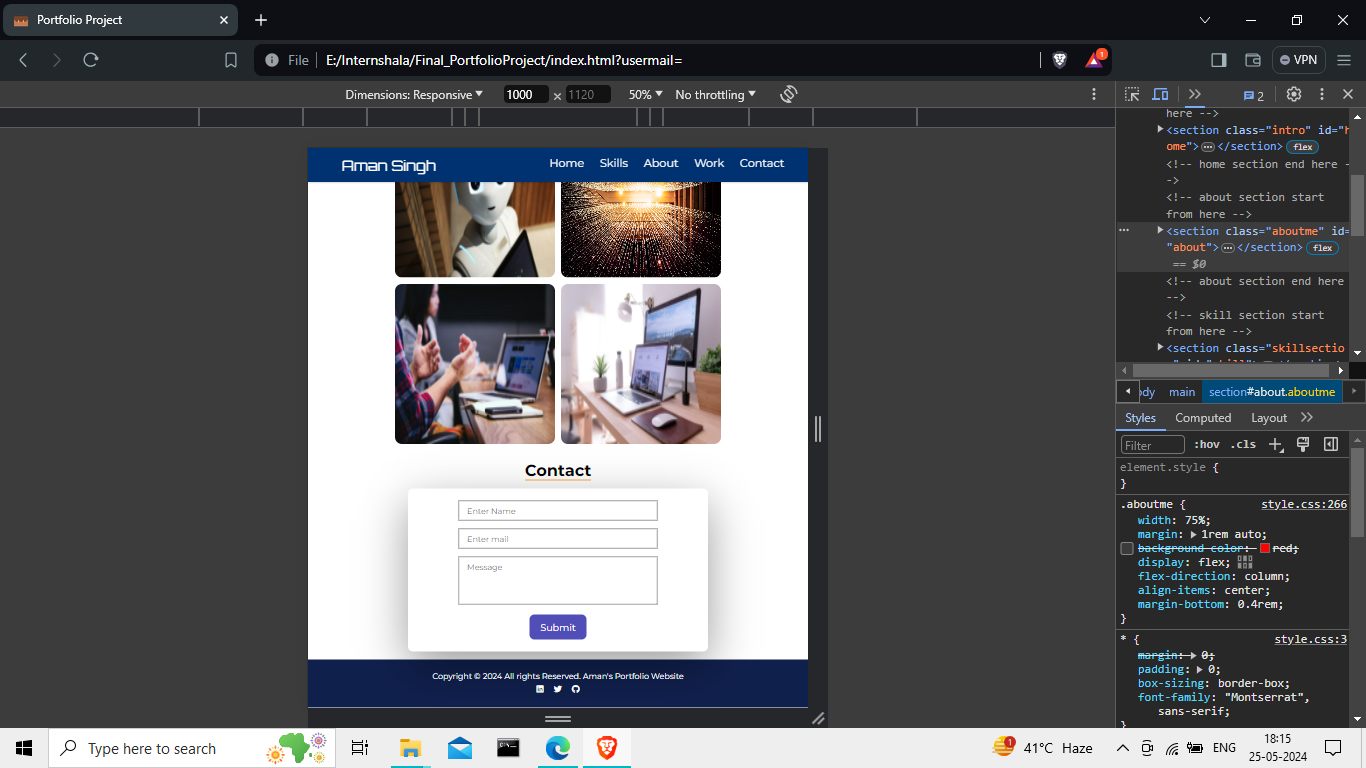 Portfolio Project
File
E:/Internshala/Final_PortfolioProject/index.html?usermail=
1
VPN
Dimensions: Responsive
1000
×
1120
50%
No throttling
2
Aman Singh
Home
Skills
About
Work
Contact
Contact
Enter Name
Enter mail
Message
Submit
Copyright © 2024 All rights Reserved. Aman's Portfolio Website
here -->
<section class="intro" id="h
ome"> ⋯ </section> flex
<!-- home section end here -
->
<!-- about section start
from here -->
<section class="aboutme" id=
"about"> ⋯ </section> flex
== $0
<!-- about section end here
-->
<!-- skill section start
from here -->
<section class="skillsectio
ody main section#about.aboutme
Styles Computed Layout
Filter :hov .cls
element.style {
}
.aboutme { style.css:266
width: 75%;
margin: 1rem auto;
background-color: red;
display: flex;
flex-direction: column;
align-items: center;
margin-bottom: 0.4rem;
}
* { style.css:3
margin: 0;
padding: 0;
box-sizing: border-box;
font-family: "Montserrat",
sans-serif;
}
Type here to search
1
41°C Haze
ENG
18:15
25-05-2024